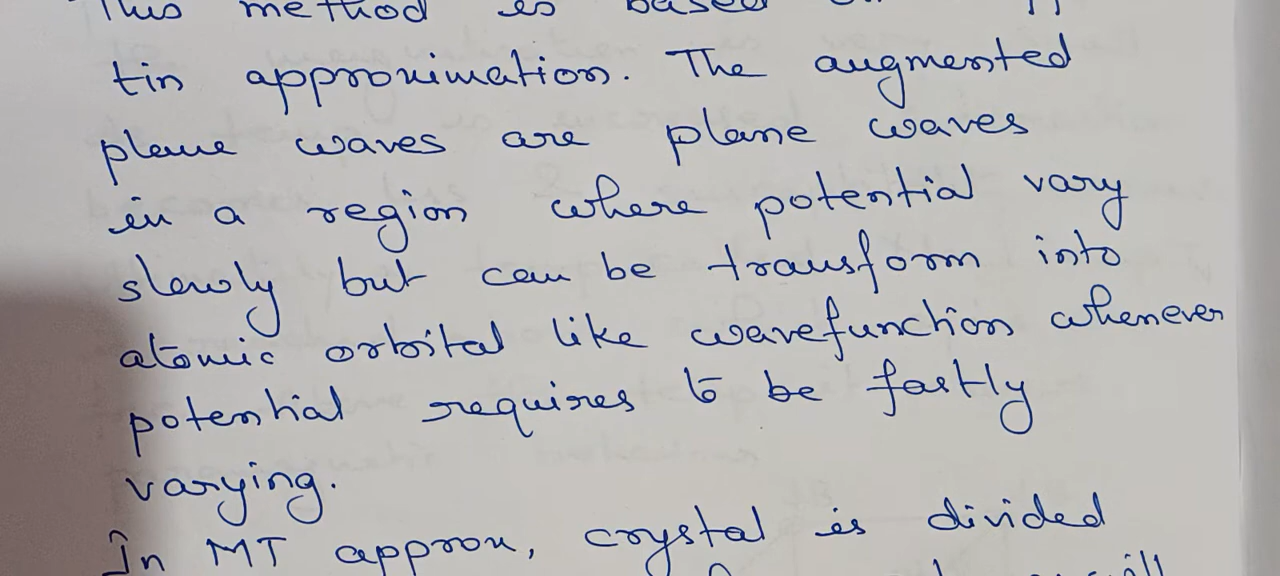 This method is based
tin approximation. The augmented
plane waves are plane waves
in a region where potential vary
slowly but can be transform into
atomic orbital like wavefunction whenever
potential requires to be fastly
varying.
In MT approx, crystal is divided